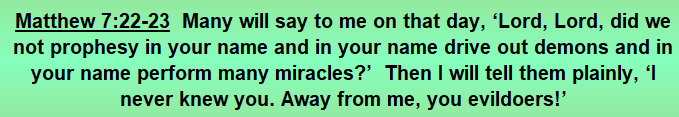 Matthew 7:22-23  Many will say to me on that day, ‘Lord, Lord, did we
not prophesy in your name and in your name drive out demons and in
your name perform many miracles?’  Then I will tell them plainly, ‘I
never knew you. Away from me, you evildoers!’